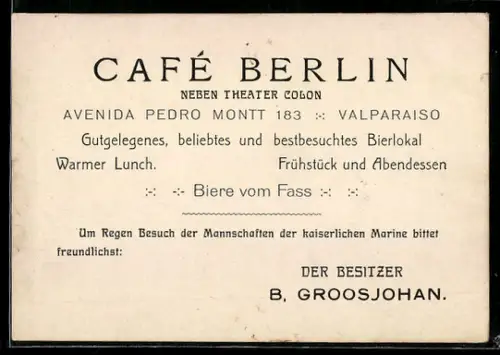 CAFÉ BERLIN
NEBEN THEATER COLON
AVENIDA PEDRO MONTT 183 :-: VALPARAISO
Gutgelegenes, beliebtes und bestbesuchtes Bierlokal
Warmer Lunch. Frühstück und Abendessen
:-: -:- Biere vom Fass :-: :-:
Um Regen Besuch der Mannschaften der kaiserlichen Marine bittet
freundlichst:
DER BESITZER
B, GROOSJOHAN.